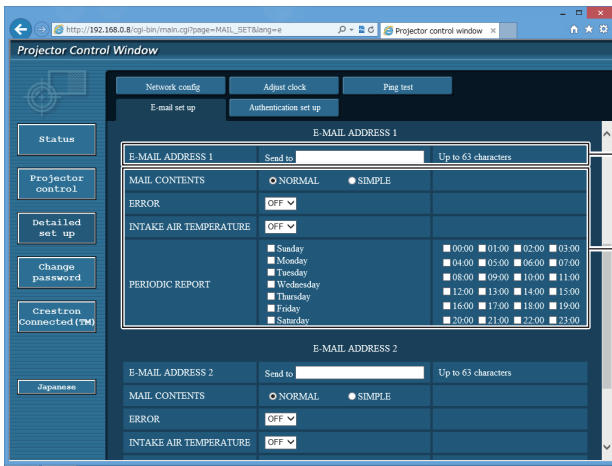 http://192.168.0.8/cgi-bin/main.cgi?page=MAIL_SET&lang=e
Projector control window
Projector Control Window
Network config Adjust clock Ping test
E-mail set up Authentication set up
Status
Projector control
Detailed set up
Change password
Crestron Connected(TM)
Japanese
E-MAIL ADDRESS 1
E-MAIL ADDRESS 1 Send to Up to 63 characters
MAIL CONTENTS NORMAL SIMPLE
ERROR OFF
INTAKE AIR TEMPERATURE OFF
PERIODIC REPORT
Sunday 00:00 01:00 02:00 03:00
Monday 04:00 05:00 06:00 07:00
Tuesday 08:00 09:00 10:00 11:00
Wednesday 12:00 13:00 14:00 15:00
Thursday 16:00 17:00 18:00 19:00
Friday 20:00 21:00 22:00 23:00
Saturday
E-MAIL ADDRESS 2
E-MAIL ADDRESS 2 Send to Up to 63 characters
MAIL CONTENTS NORMAL SIMPLE
ERROR OFF
INTAKE AIR TEMPERATURE OFF